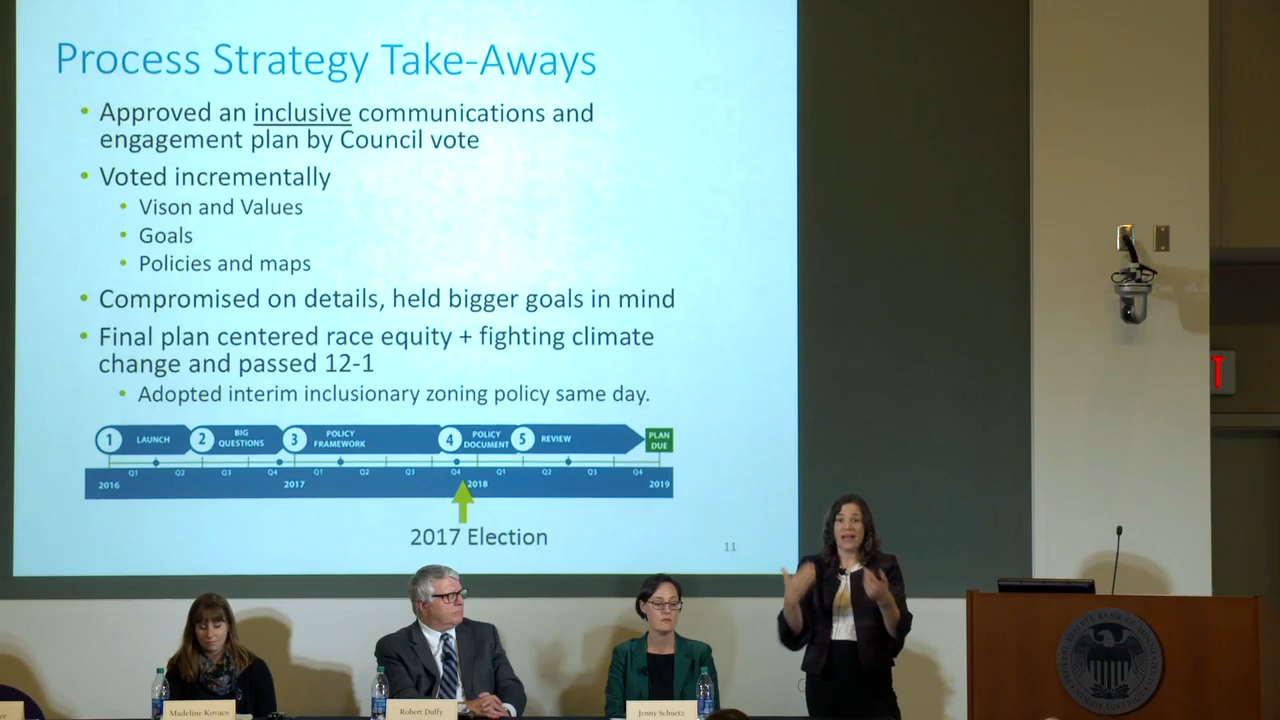 Process Strategy Take-Aways
• Approved an inclusive communications and
engagement plan by Council vote
• Voted incrementally
• Vison and Values
• Goals
• Policies and maps
• Compromised on details, held bigger goals in mind
• Final plan centered race equity + fighting climate
change and passed 12-1
• Adopted interim inclusionary zoning policy same day.
1 LAUNCH 2 BIG QUESTIONS 3 POLICY FRAMEWORK 4 POLICY DOCUMENT 5 REVIEW PLAN DUE
Q1 Q2 Q3 Q4 Q1 Q2 Q3 Q4 Q1 Q2 Q3 Q4
2016 2017 2018 2019
2017 Election
11
Madeline Kovacs
Robert Duffy
Jenny Schuetz